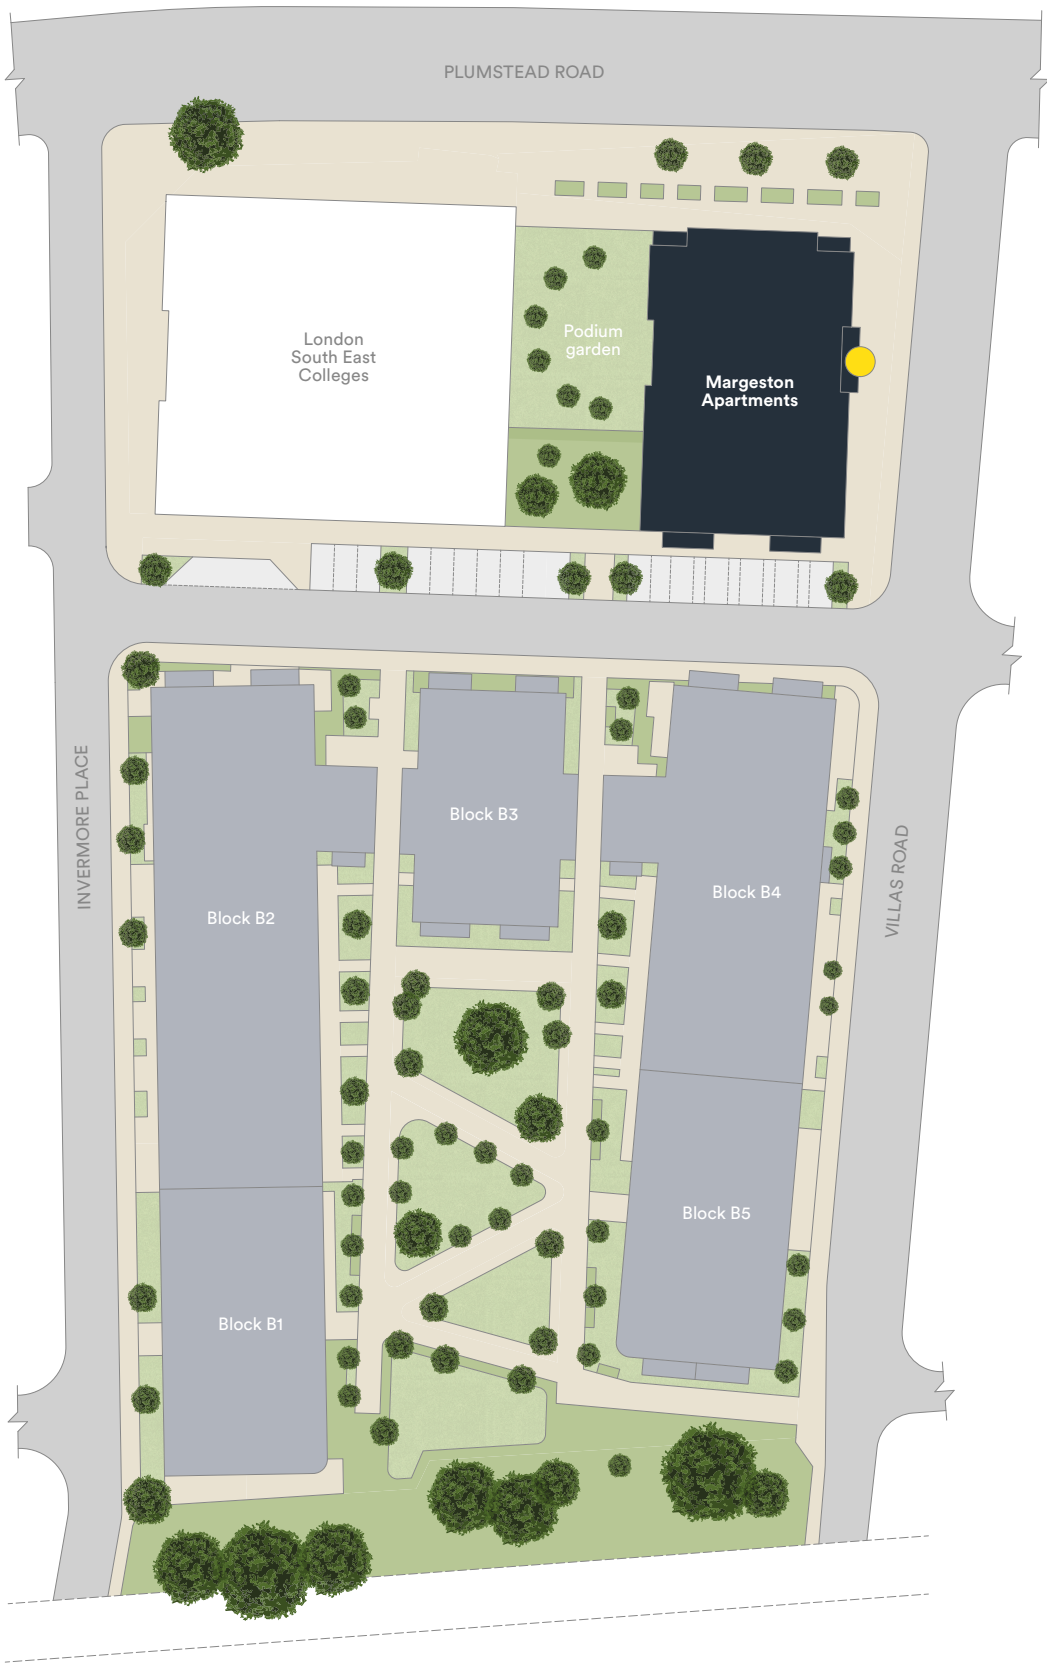 PLUMSTEAD ROAD
London
South East
Colleges
Podium
garden
Margeston
Apartments
INVERMORE PLACE
Block B3
Block B4
VILLAS ROAD
Block B2
Block B5
Block B1